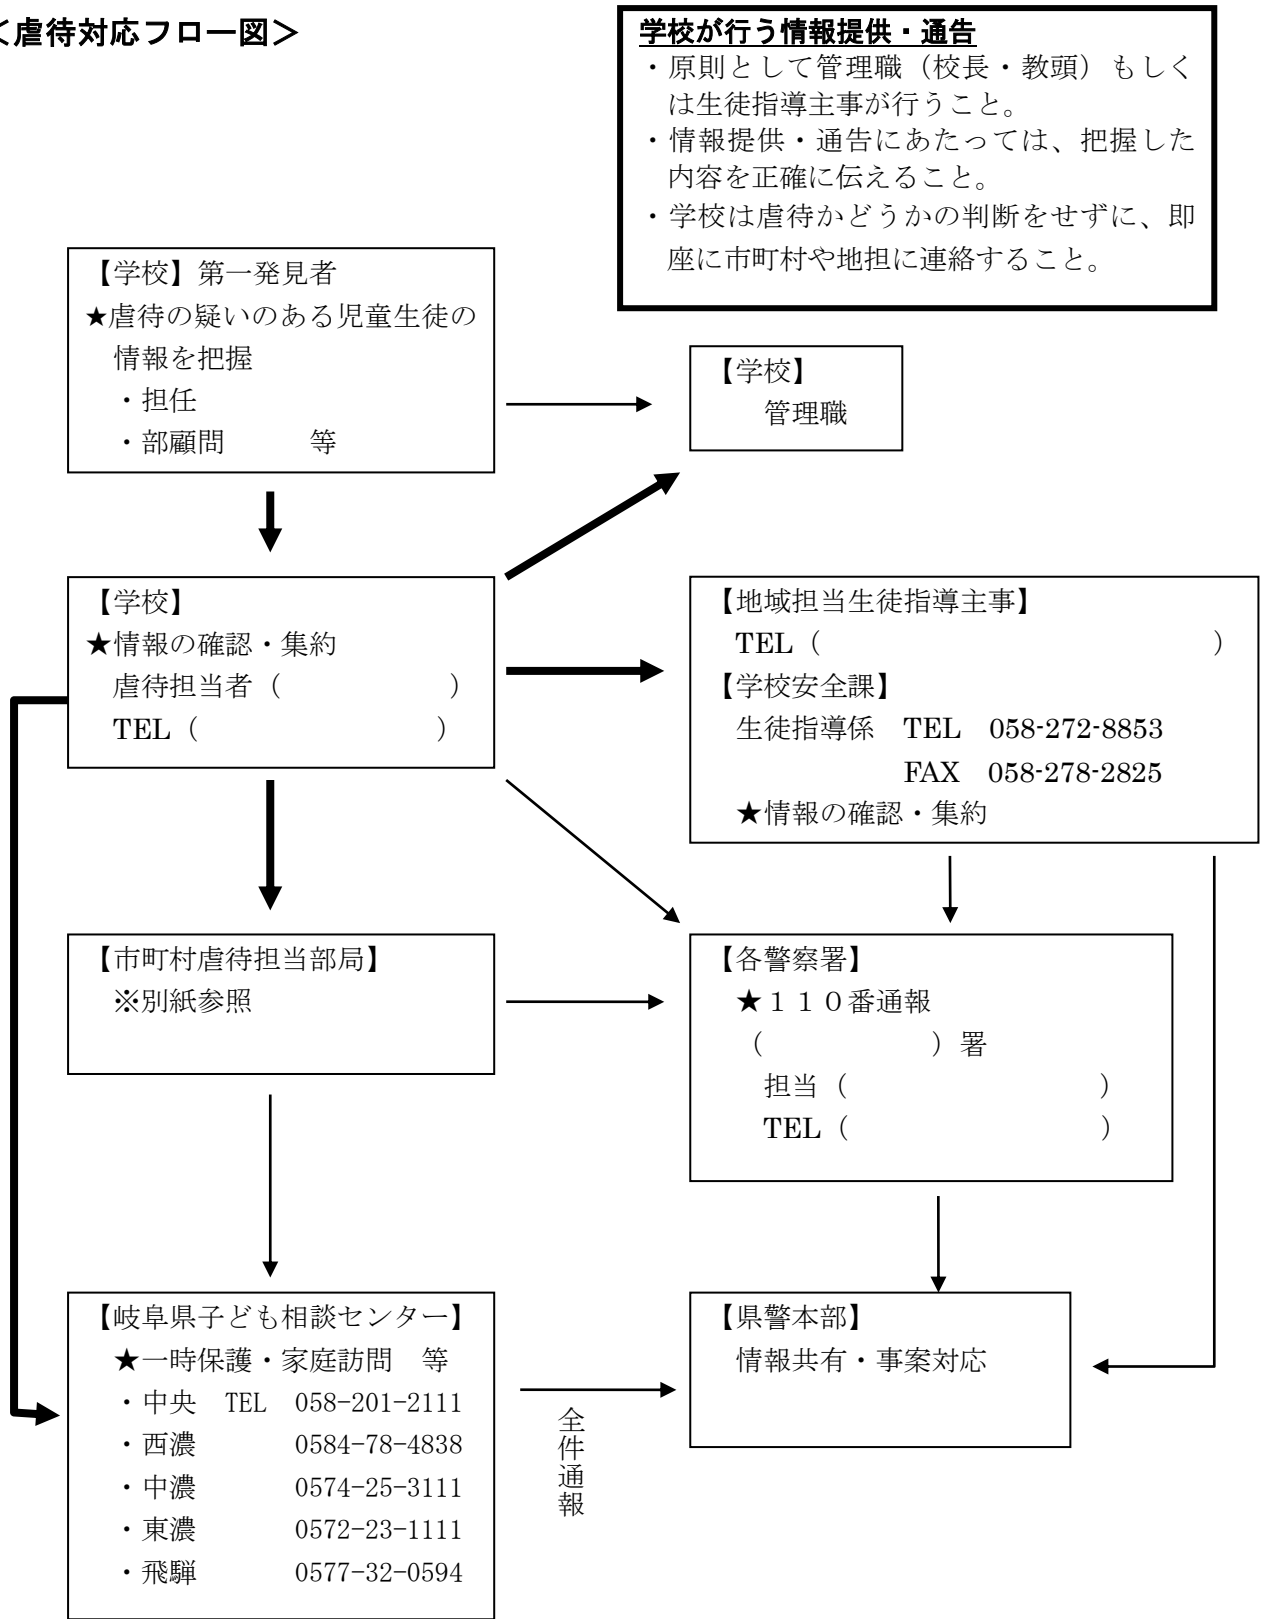 ＜虐待対応フロー図＞
学校が行う情報提供・通告
・原則として管理職（校長・教頭）もしく
は生徒指導主事が行うこと。
・情報提供・通告にあたっては、把握した
内容を正確に伝えること。
・学校は虐待かどうかの判断をせずに、即
座に市町村や地担に連絡すること。
【学校】第一発見者
★虐待の疑いのある児童生徒の
情報を把握
・担任
・部顧問　　　等
【学校】
管理職
【学校】
★情報の確認・集約
虐待担当者（　　　　　　）
TEL（　　　　　　　　）
【地域担当生徒指導主事】
TEL（　　　　　　　　　　　　　　）
【学校安全課】
生徒指導係　TEL　058-272-8853
FAX　058-278-2825
★情報の確認・集約
【市町村虐待担当部局】
※別紙参照
【各警察署】
★１１０番通報
（　　　　　　）署
担当（　　　　　　　　　）
TEL（　　　　　　　　　）
【岐阜県子ども相談センター】
★一時保護・家庭訪問　等
・中央　TEL　058-201-2111
・西濃　　　　0584-78-4838
・中濃　　　　0574-25-3111
・東濃　　　　0572-23-1111
・飛騨　　　　0577-32-0594
全件通報
【県警本部】
情報共有・事案対応